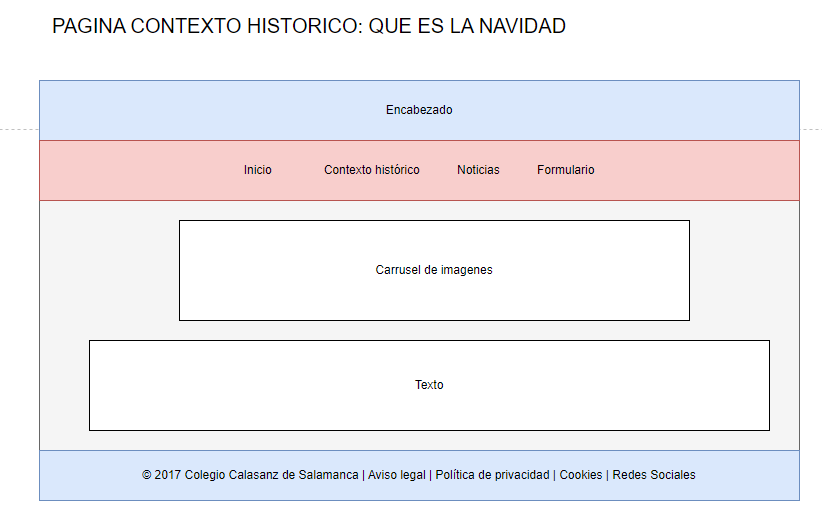 PAGINA CONTEXTO HISTORICO: QUE ES LA NAVIDAD
Encabezado
Inicio Contexto histórico Noticias Formulario
Carrusel de imagenes
Texto
© 2017 Colegio Calasanz de Salamanca | Aviso legal | Política de privacidad | Cookies | Redes Sociales